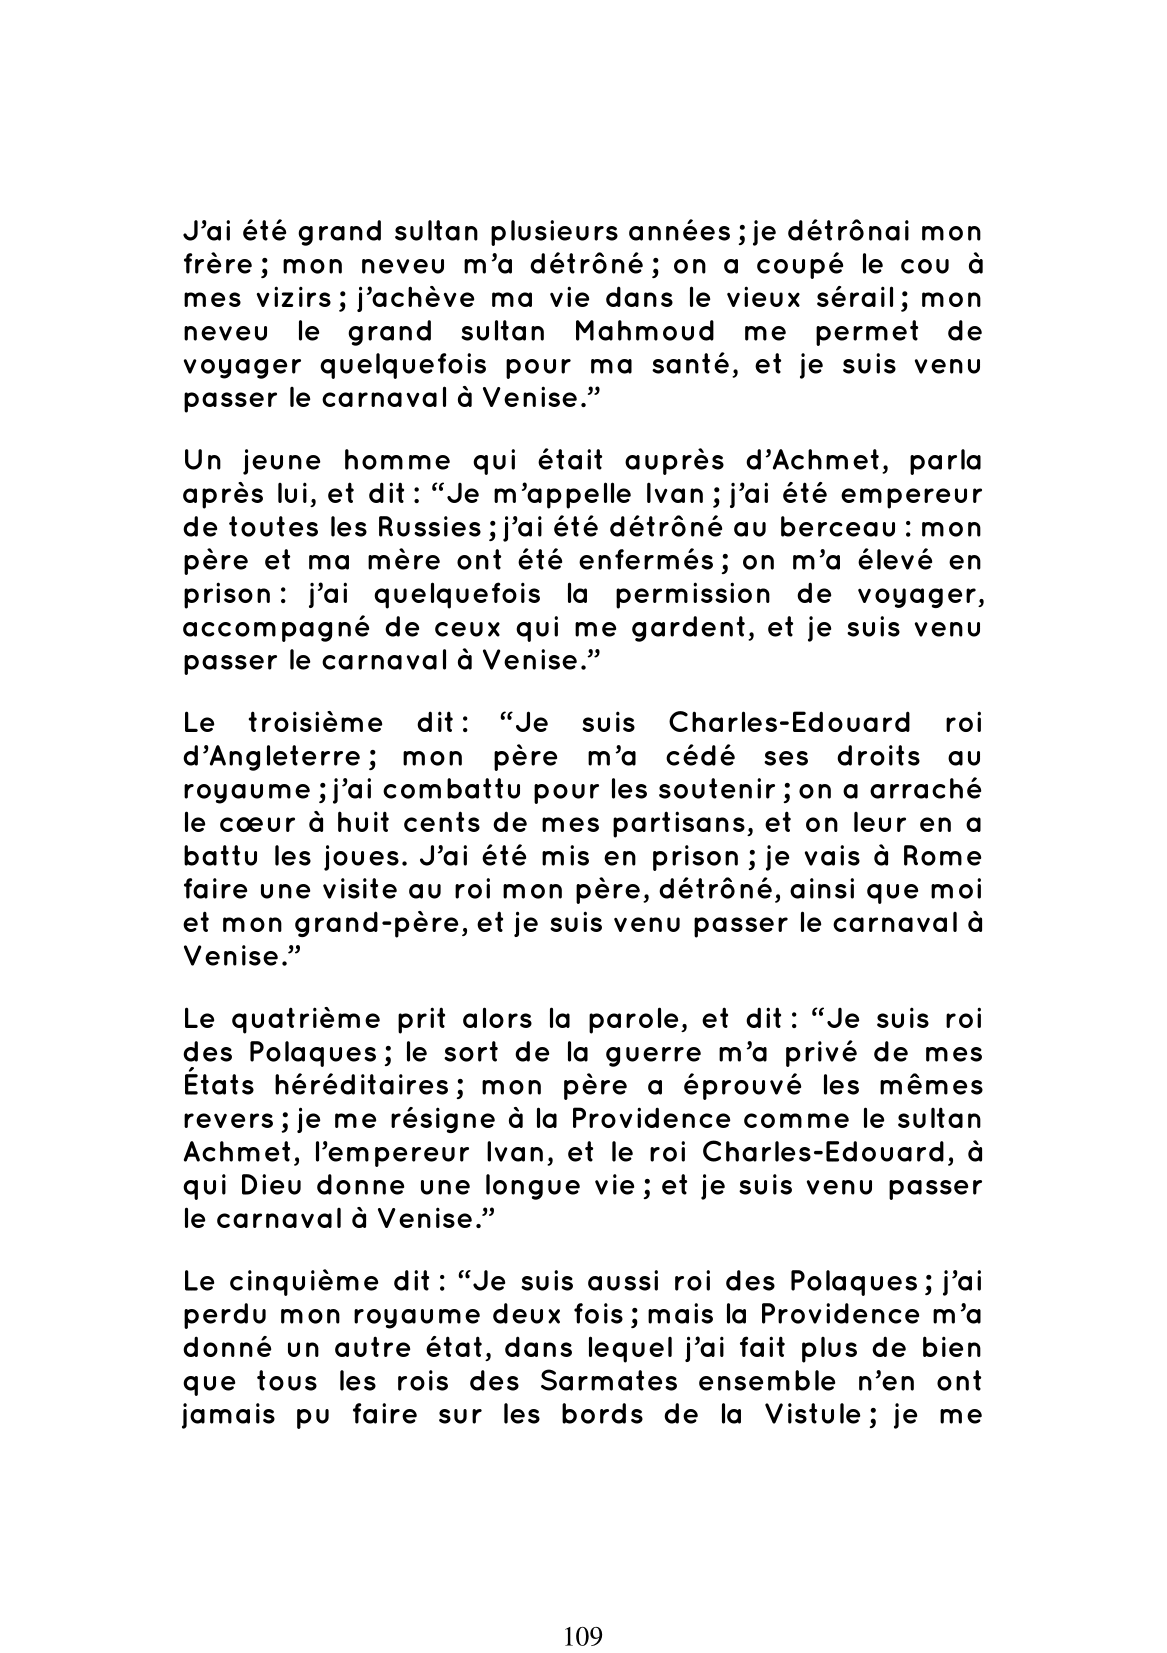 J’ai été grand sultan plusieurs années ; je détrônai mon
frère ; mon neveu m’a détrôné ; on a coupé le cou à
mes vizirs ; j’achève ma vie dans le vieux sérail ; mon
neveu le grand sultan Mahmoud me permet de
voyager quelquefois pour ma santé, et je suis venu
passer le carnaval à Venise.”
Un jeune homme qui était auprès d’Achmet, parla
après lui, et dit : “Je m’appelle Ivan ; j’ai été empereur
de toutes les Russies ; j’ai été détrôné au berceau : mon
père et ma mère ont été enfermés ; on m’a élevé en
prison : j’ai quelquefois la permission de voyager,
accompagné de ceux qui me gardent, et je suis venu
passer le carnaval à Venise.”
Le troisième dit : “Je suis Charles-Edouard roi
d’Angleterre ; mon père m’a cédé ses droits au
royaume ; j’ai combattu pour les soutenir ; on a arraché
le cœur à huit cents de mes partisans, et on leur en a
battu les joues. J’ai été mis en prison ; je vais à Rome
faire une visite au roi mon père, détrôné, ainsi que moi
et mon grand-père, et je suis venu passer le carnaval à
Venise.”
Le quatrième prit alors la parole, et dit : “Je suis roi
des Polaques ; le sort de la guerre m’a privé de mes
États héréditaires ; mon père a éprouvé les mêmes
revers ; je me résigne à la Providence comme le sultan
Achmet, l’empereur Ivan, et le roi Charles-Edouard, à
qui Dieu donne une longue vie ; et je suis venu passer
le carnaval à Venise.”
Le cinquième dit : “Je suis aussi roi des Polaques ; j’ai
perdu mon royaume deux fois ; mais la Providence m’a
donné un autre état, dans lequel j’ai fait plus de bien
que tous les rois des Sarmates ensemble n’en ont
jamais pu faire sur les bords de la Vistule ; je me
109